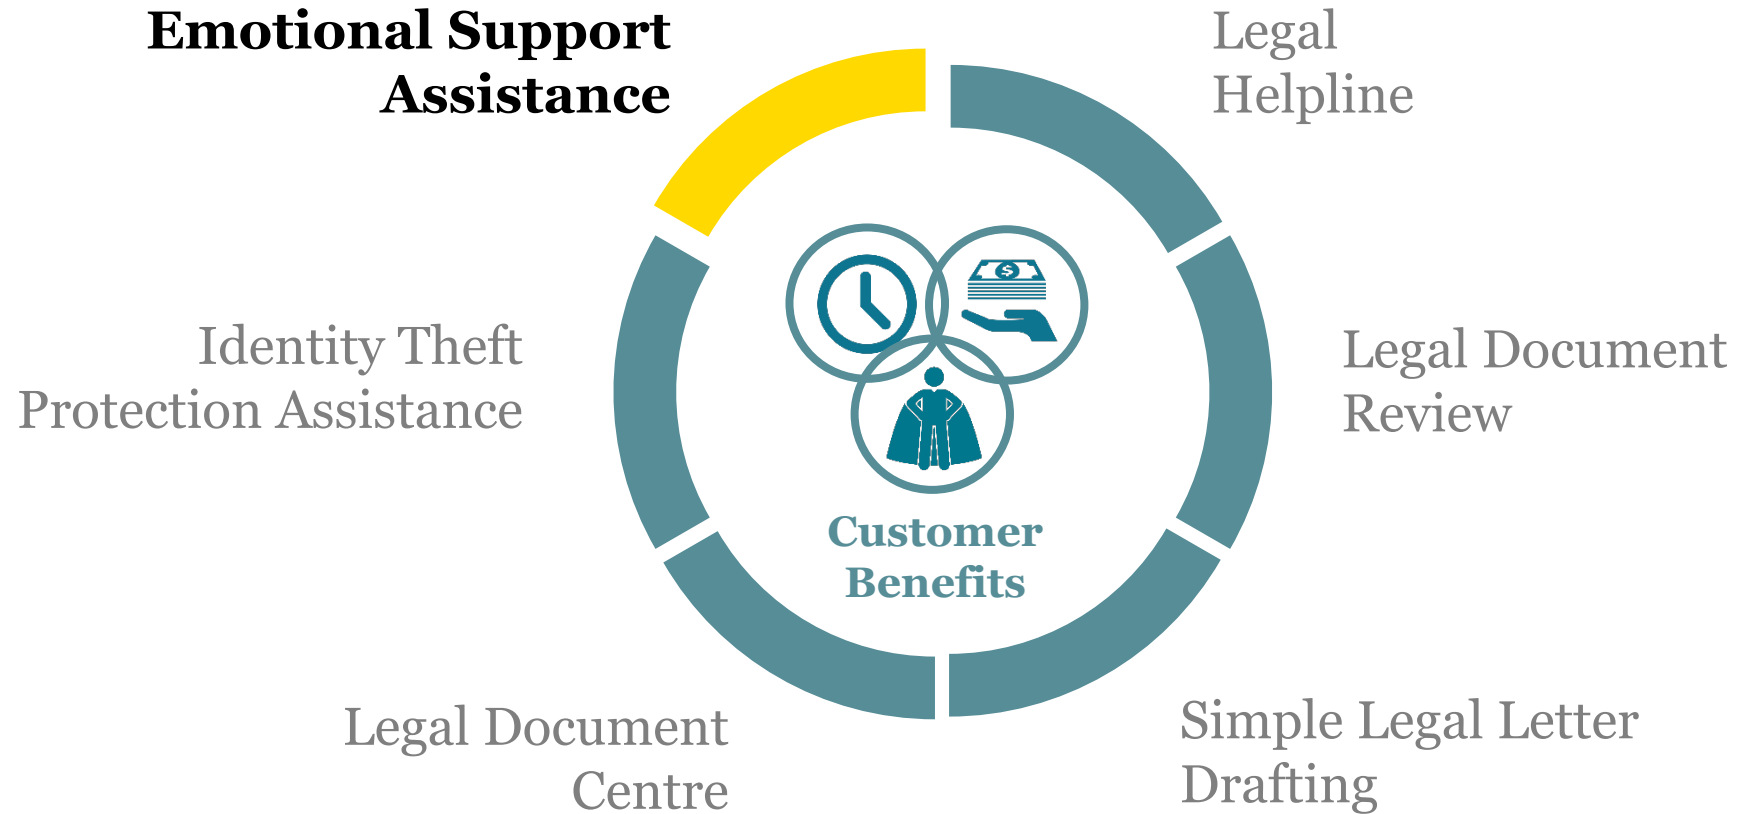 Emotional Support
Assistance
Legal
Helpline
Identity Theft
Protection Assistance
Legal Document
Review
$
Customer
Benefits
Legal Document
Centre
Simple Legal Letter
Drafting